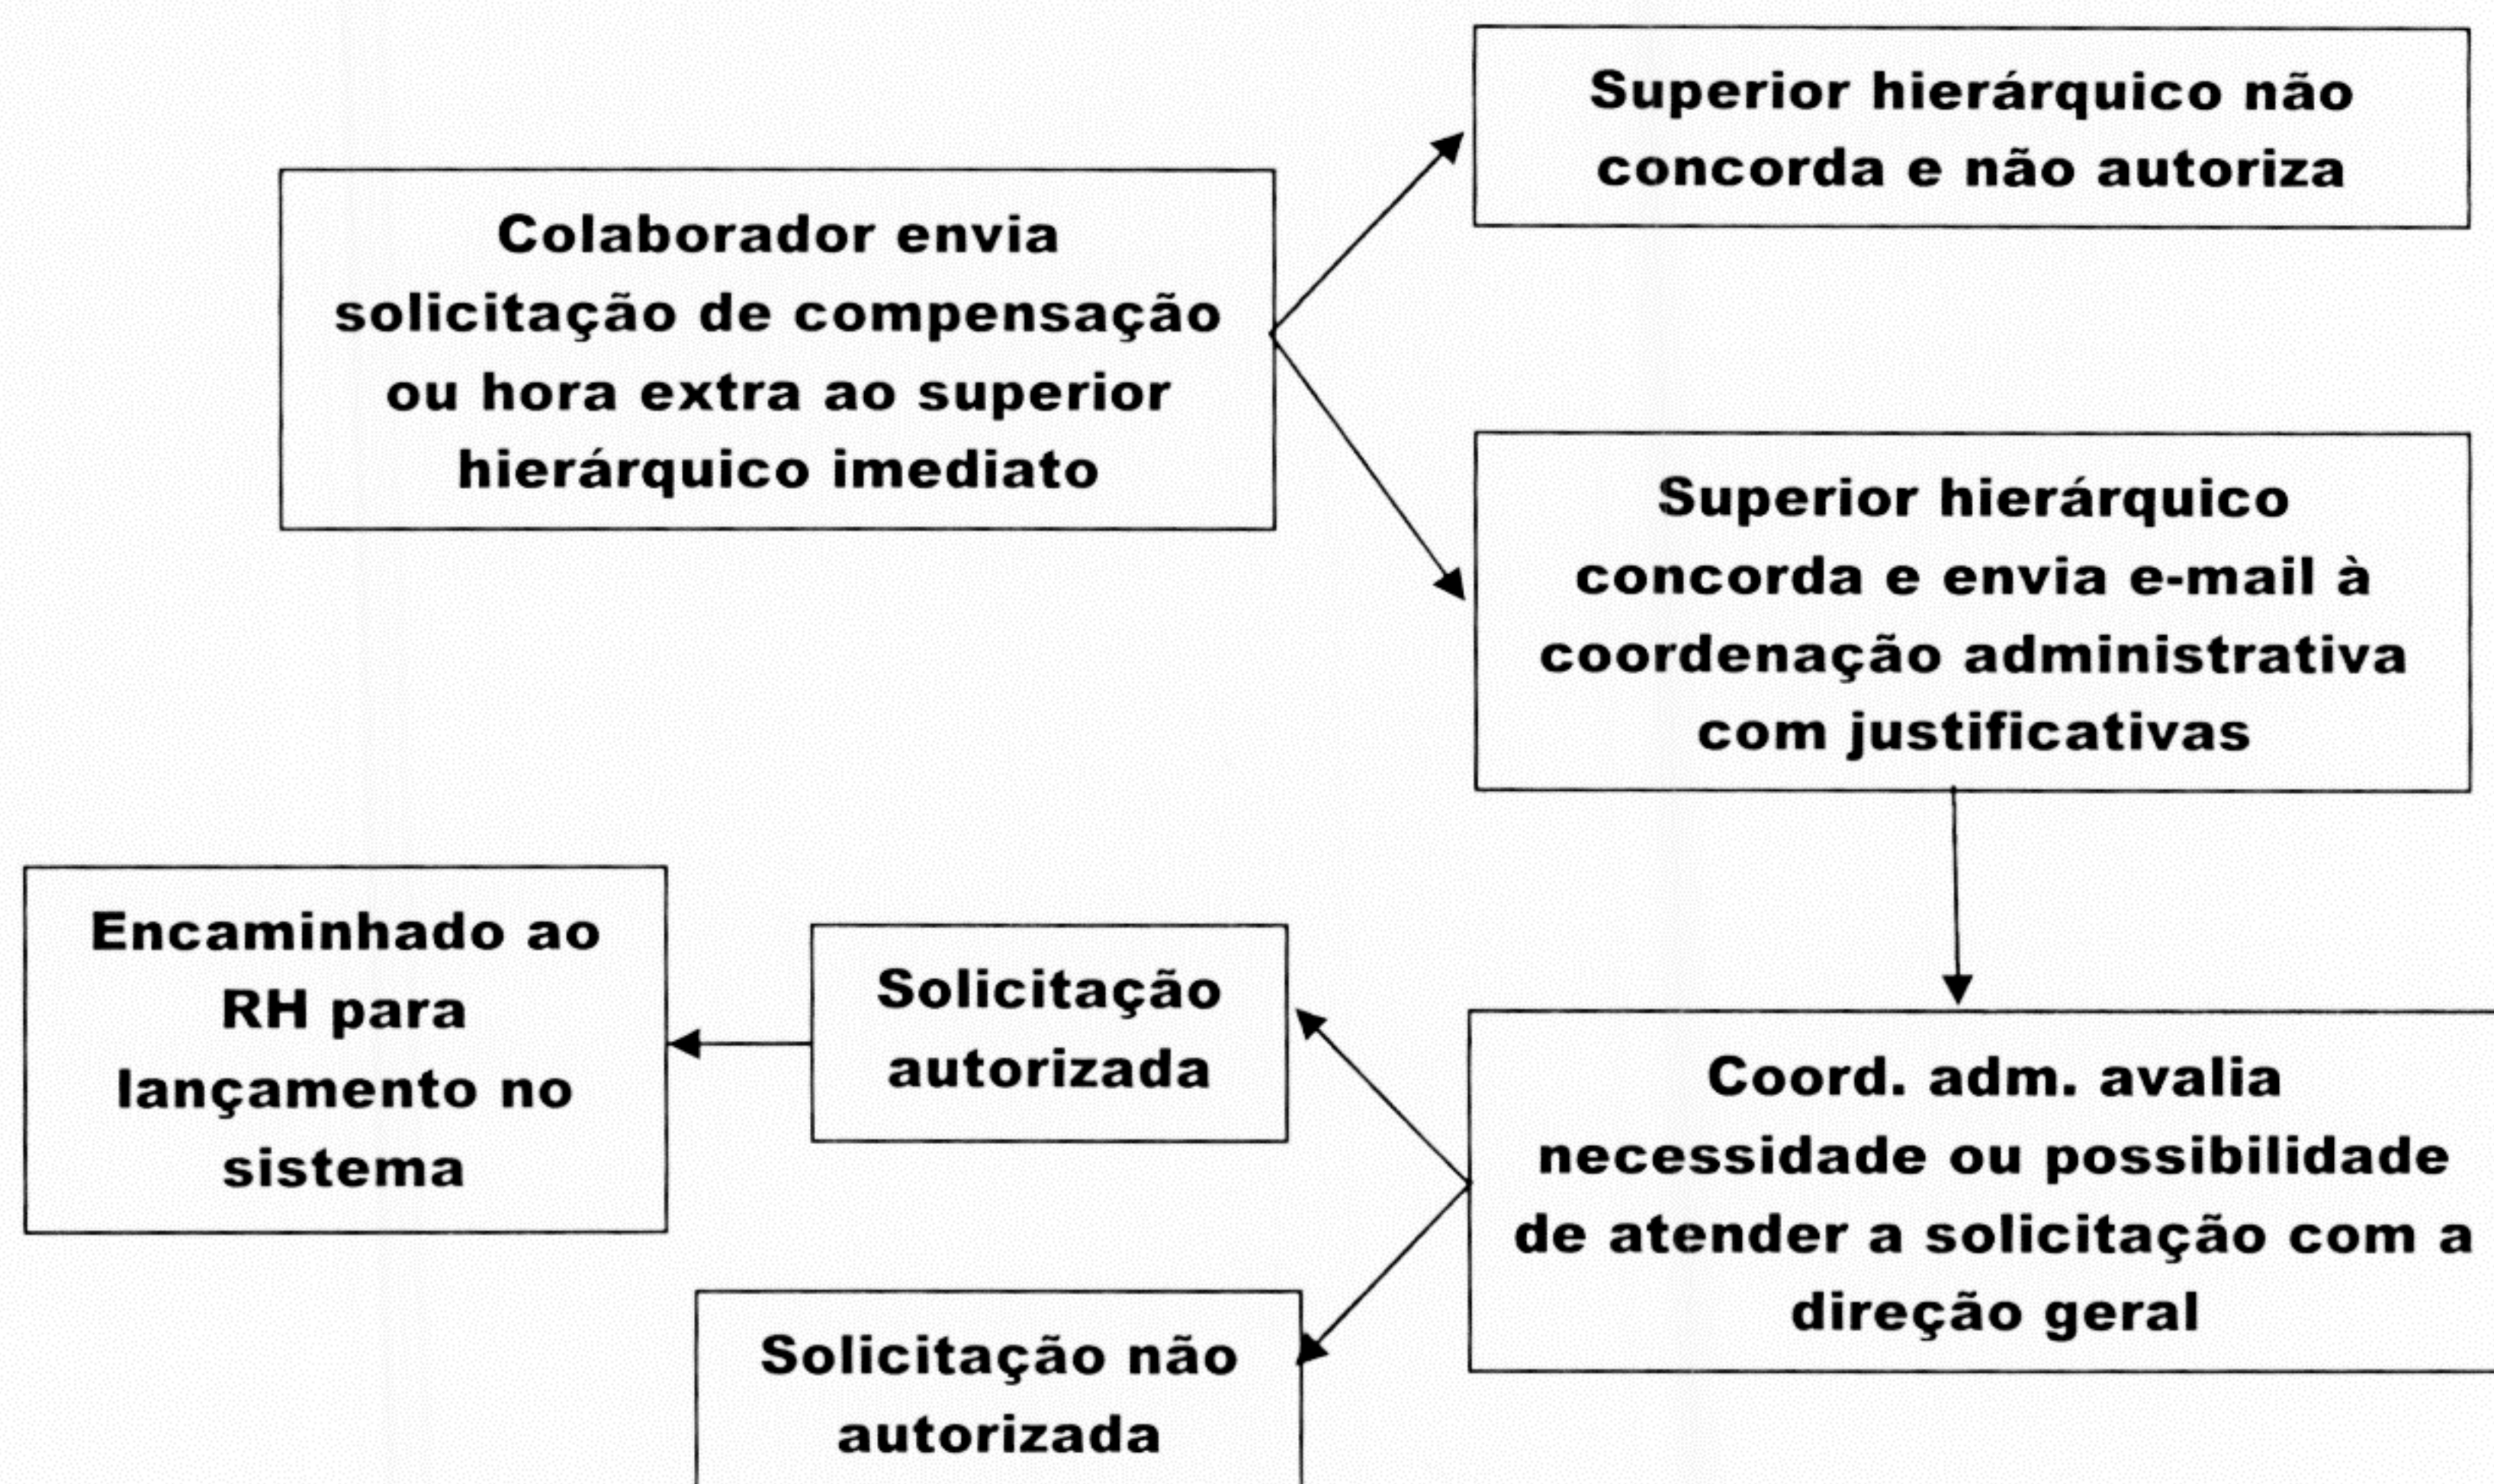 Superior hierárquico não
concorda e não autoriza
Colaborador envia
solicitação de compensação
ou hora extra ao superior
hierárquico imediato
Superior hierárquico
concorda e envia e-mail à
coordenação administrativa
com justificativas
Encaminhado ao
RH para
lançamento no
sistema
Solicitação
autorizada
Coord. adm. avalia
necessidade ou possibilidade
de atender a solicitação com a
direção geral
Solicitação não
autorizada